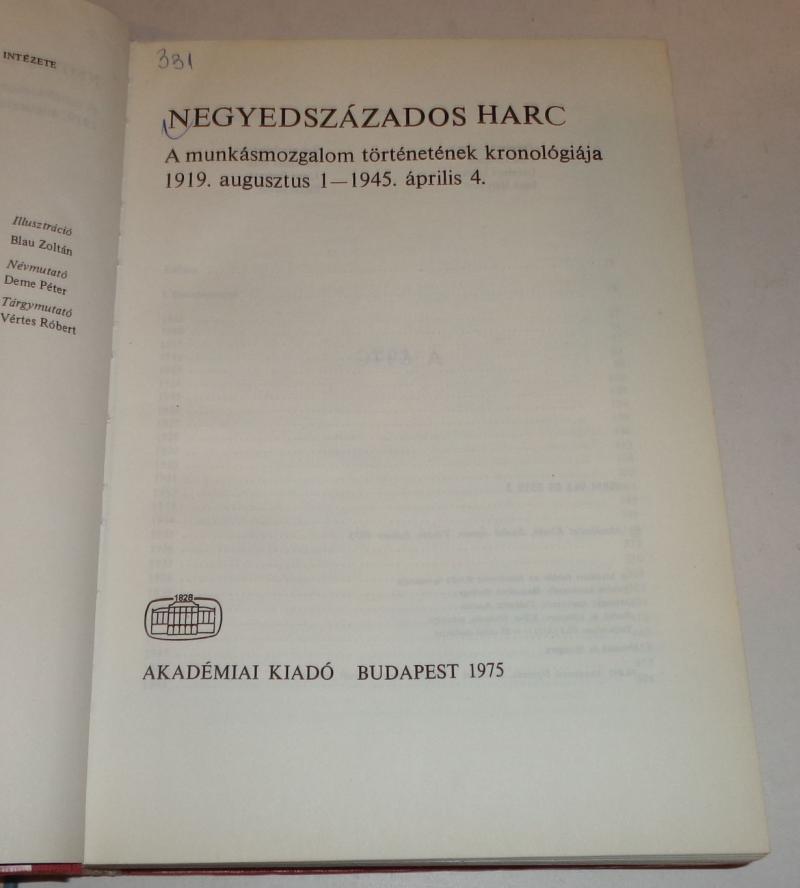 INTÉZETE
Illusztráció
Blau Zoltán
Névmutató
Deme Péter
Tárgymutató
Vértes Róbert
331
NEGYEDSZÁZADOS HARC
A munkásmozgalom történetének kronológiája
1919. augusztus 1—1945. április 4.
1828
AKADÉMIAI KIADÓ BUDAPEST 1975